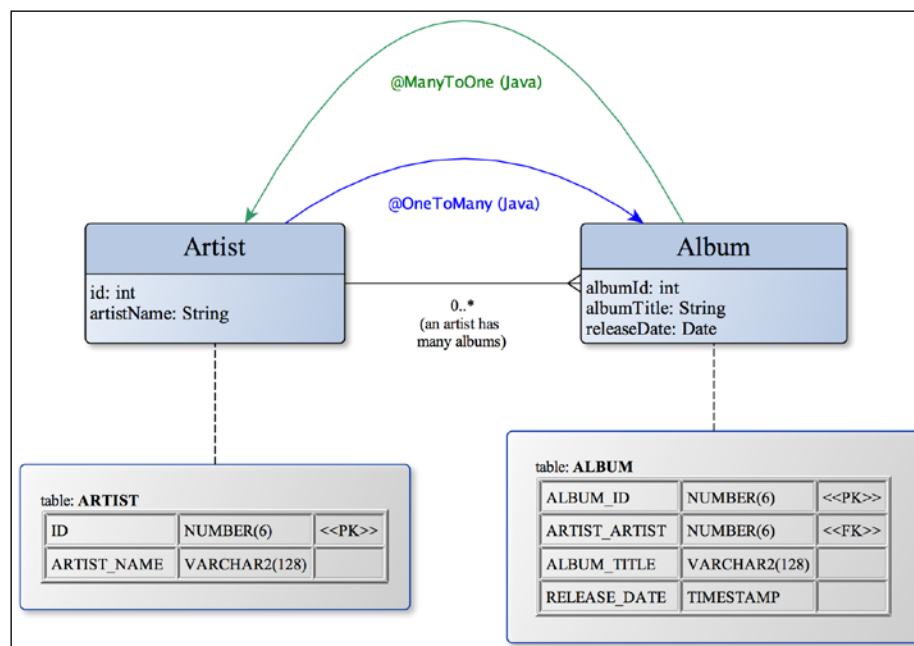 @ManyToOne (Java)
@OneToMany (Java)
Artist
id: int
artistName: String
0..*
(an artist has
many albums)
Album
albumId: int
albumTitle: String
releaseDate: Date
table: ARTIST
ID NUMBER(6) <<PK>>
ARTIST_NAME VARCHAR2(128)
table: ALBUM
ALBUM_ID NUMBER(6) <<PK>>
ARTIST_ARTIST NUMBER(6) <<FK>>
ALBUM_TITLE VARCHAR2(128)
RELEASE_DATE TIMESTAMP